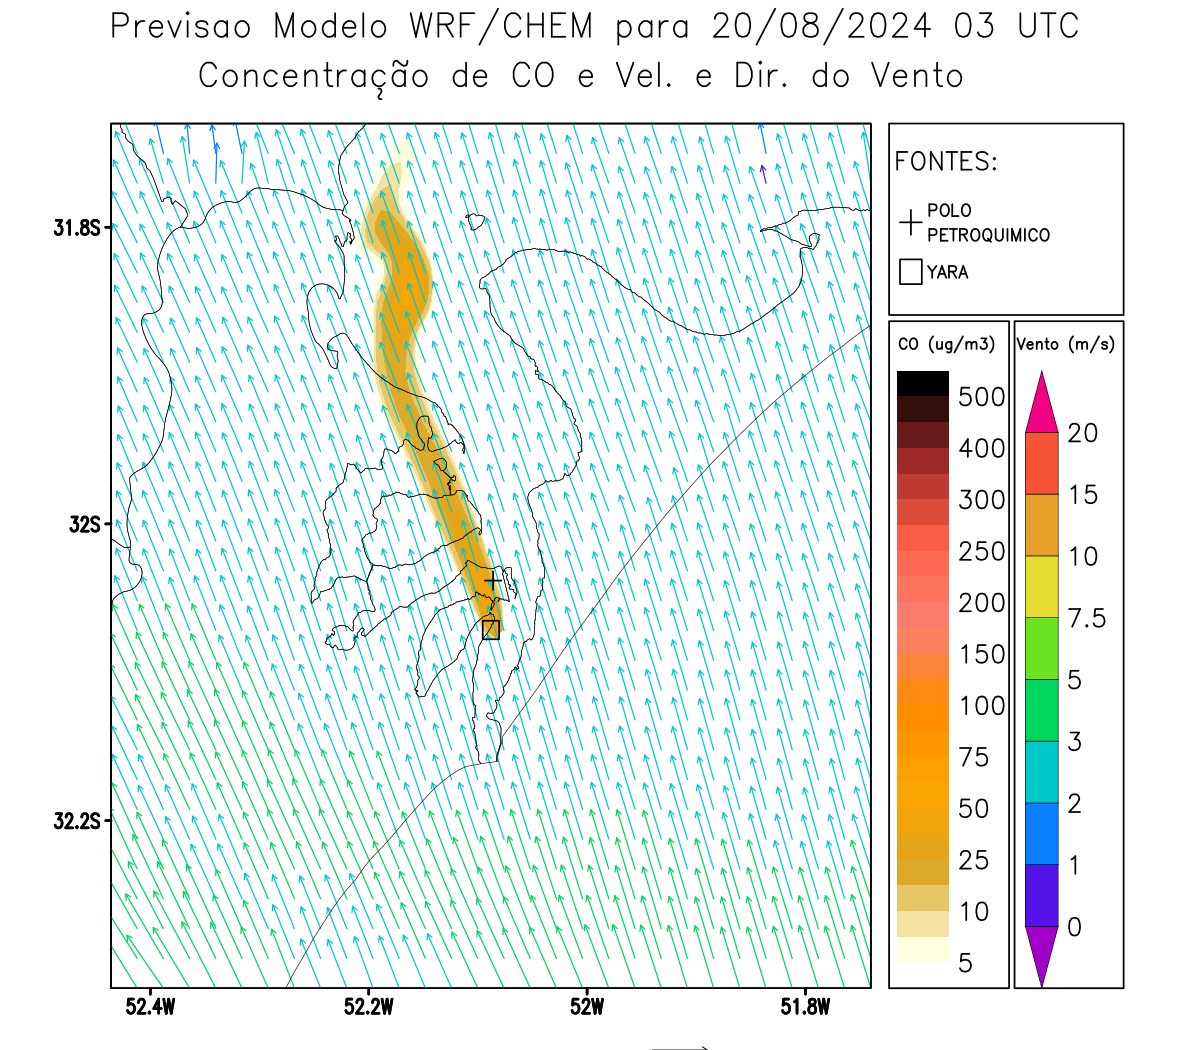 Previsao Modelo WRF/CHEM para 20/08/2024 03 UTC
Concentração de CO e Vel. e Dir. do Vento
FONTES:
POLO
PETROQUIMICO
YARA
CO (ug/m3)
500
400
300
250
200
150
100
75
50
25
10
5
Vento (m/s)
20
15
10
7.5
5
3
2
1
0
31.8S
32S
32.2S
52.4W
52.2W
52W
51.8W